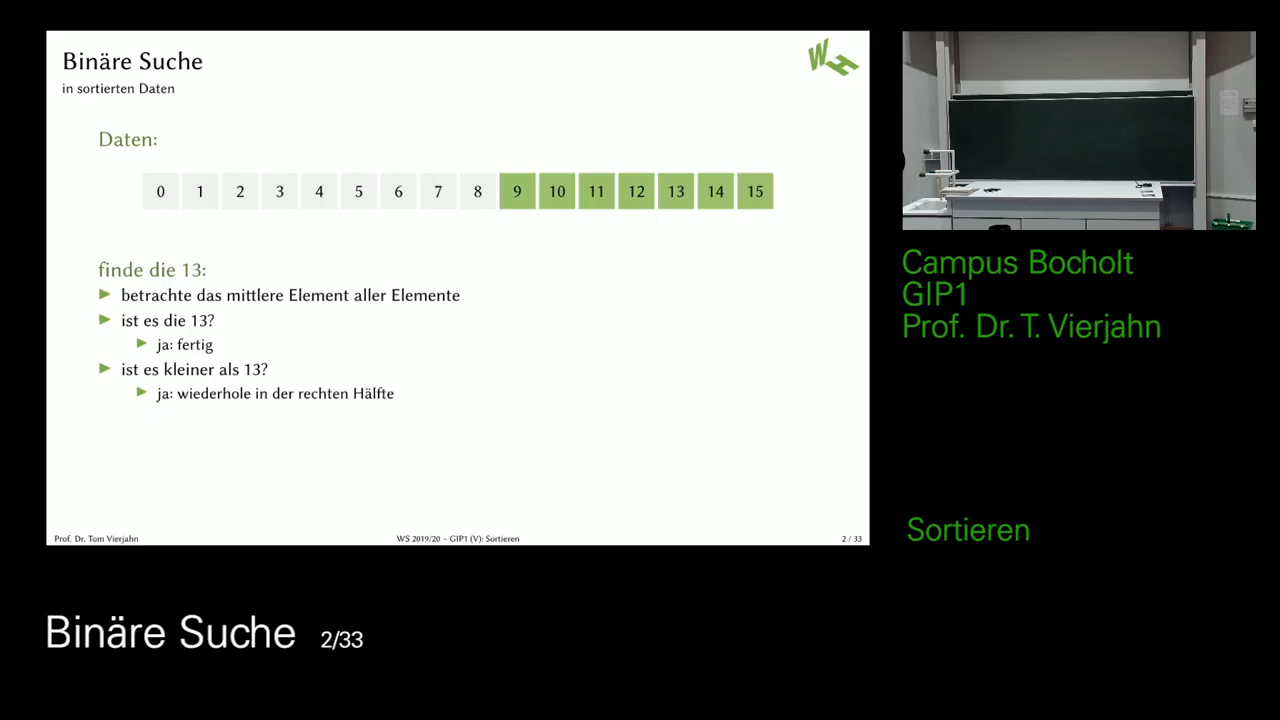 Binäre Suche
in sortierten Daten
WH
Daten:
0 1 2 3 4 5 6 7 8 9 10 11 12 13 14 15
finde die 13:
betrachte das mittlere Element aller Elemente
ist es die 13?
ja: fertig
ist es kleiner als 13?
ja: wiederhole in der rechten Hälfte
Prof. Dr. Tom Vierjahn WS 2019/20 – GIP1 (V): Sortieren 2 / 33
Campus Bocholt
GIP1
Prof. Dr. T. Vierjahn
Sortieren
Binäre Suche 2/33